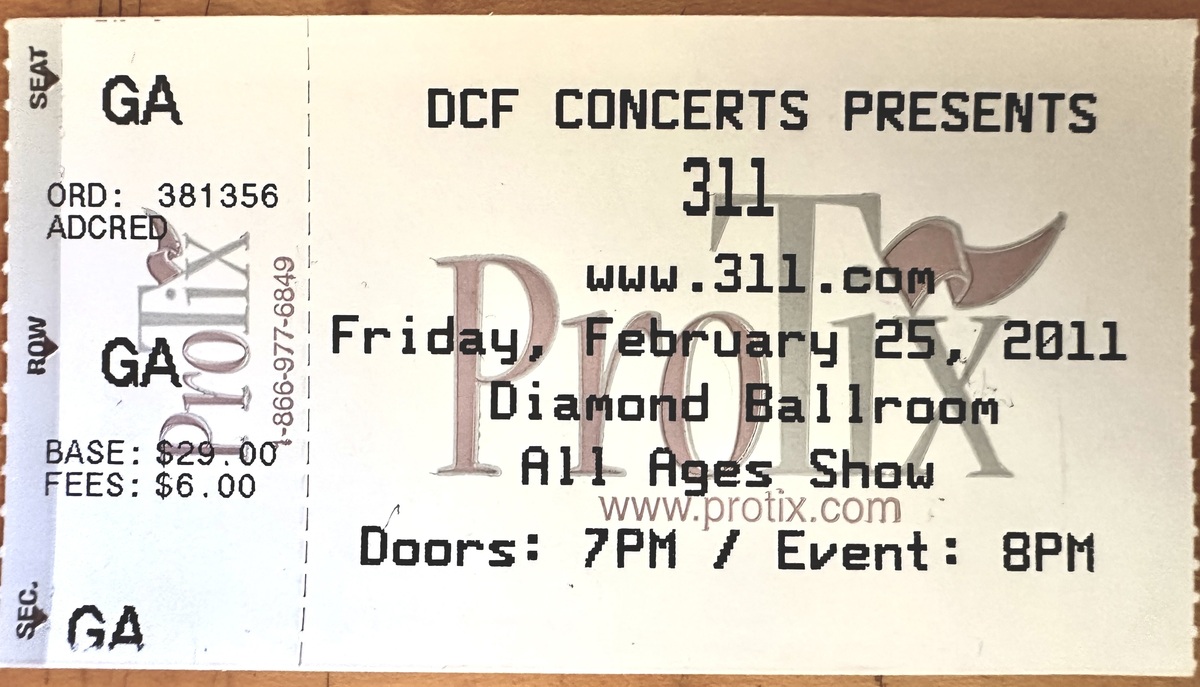 SEAT
GA
ORD: 381356
ADCRED
ROW
GA
ProTix
1-866-977-6849
BASE: $29.00
FEES: $6.00
SEC.
GA
DCF CONCERTS PRESENTS
311
www.311.com
Friday, February 25, 2011
Diamond Ballroom
All Ages Show
ProTix
www.protix.com
Doors: 7PM / Event: 8PM